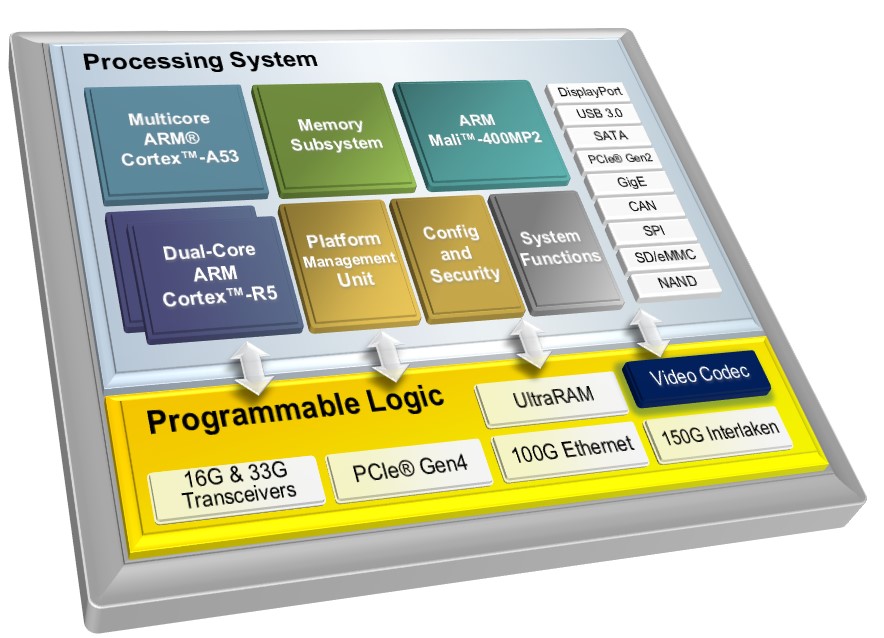 Processing System
Multicore
ARM®
Cortex™-A53
Memory
Subsystem
ARM
Mali™-400MP2
DisplayPort
USB 3.0
SATA
PCIe® Gen2
GigE
CAN
SPI
SD/eMMC
NAND
Dual-Core
ARM
Cortex™-R5
Platform
Management
Unit
Config
and
Security
System
Functions
Programmable Logic
UltraRAM
Video Codec
16G & 33G
Transceivers
PCIe® Gen4
100G Ethernet
150G Interlaken